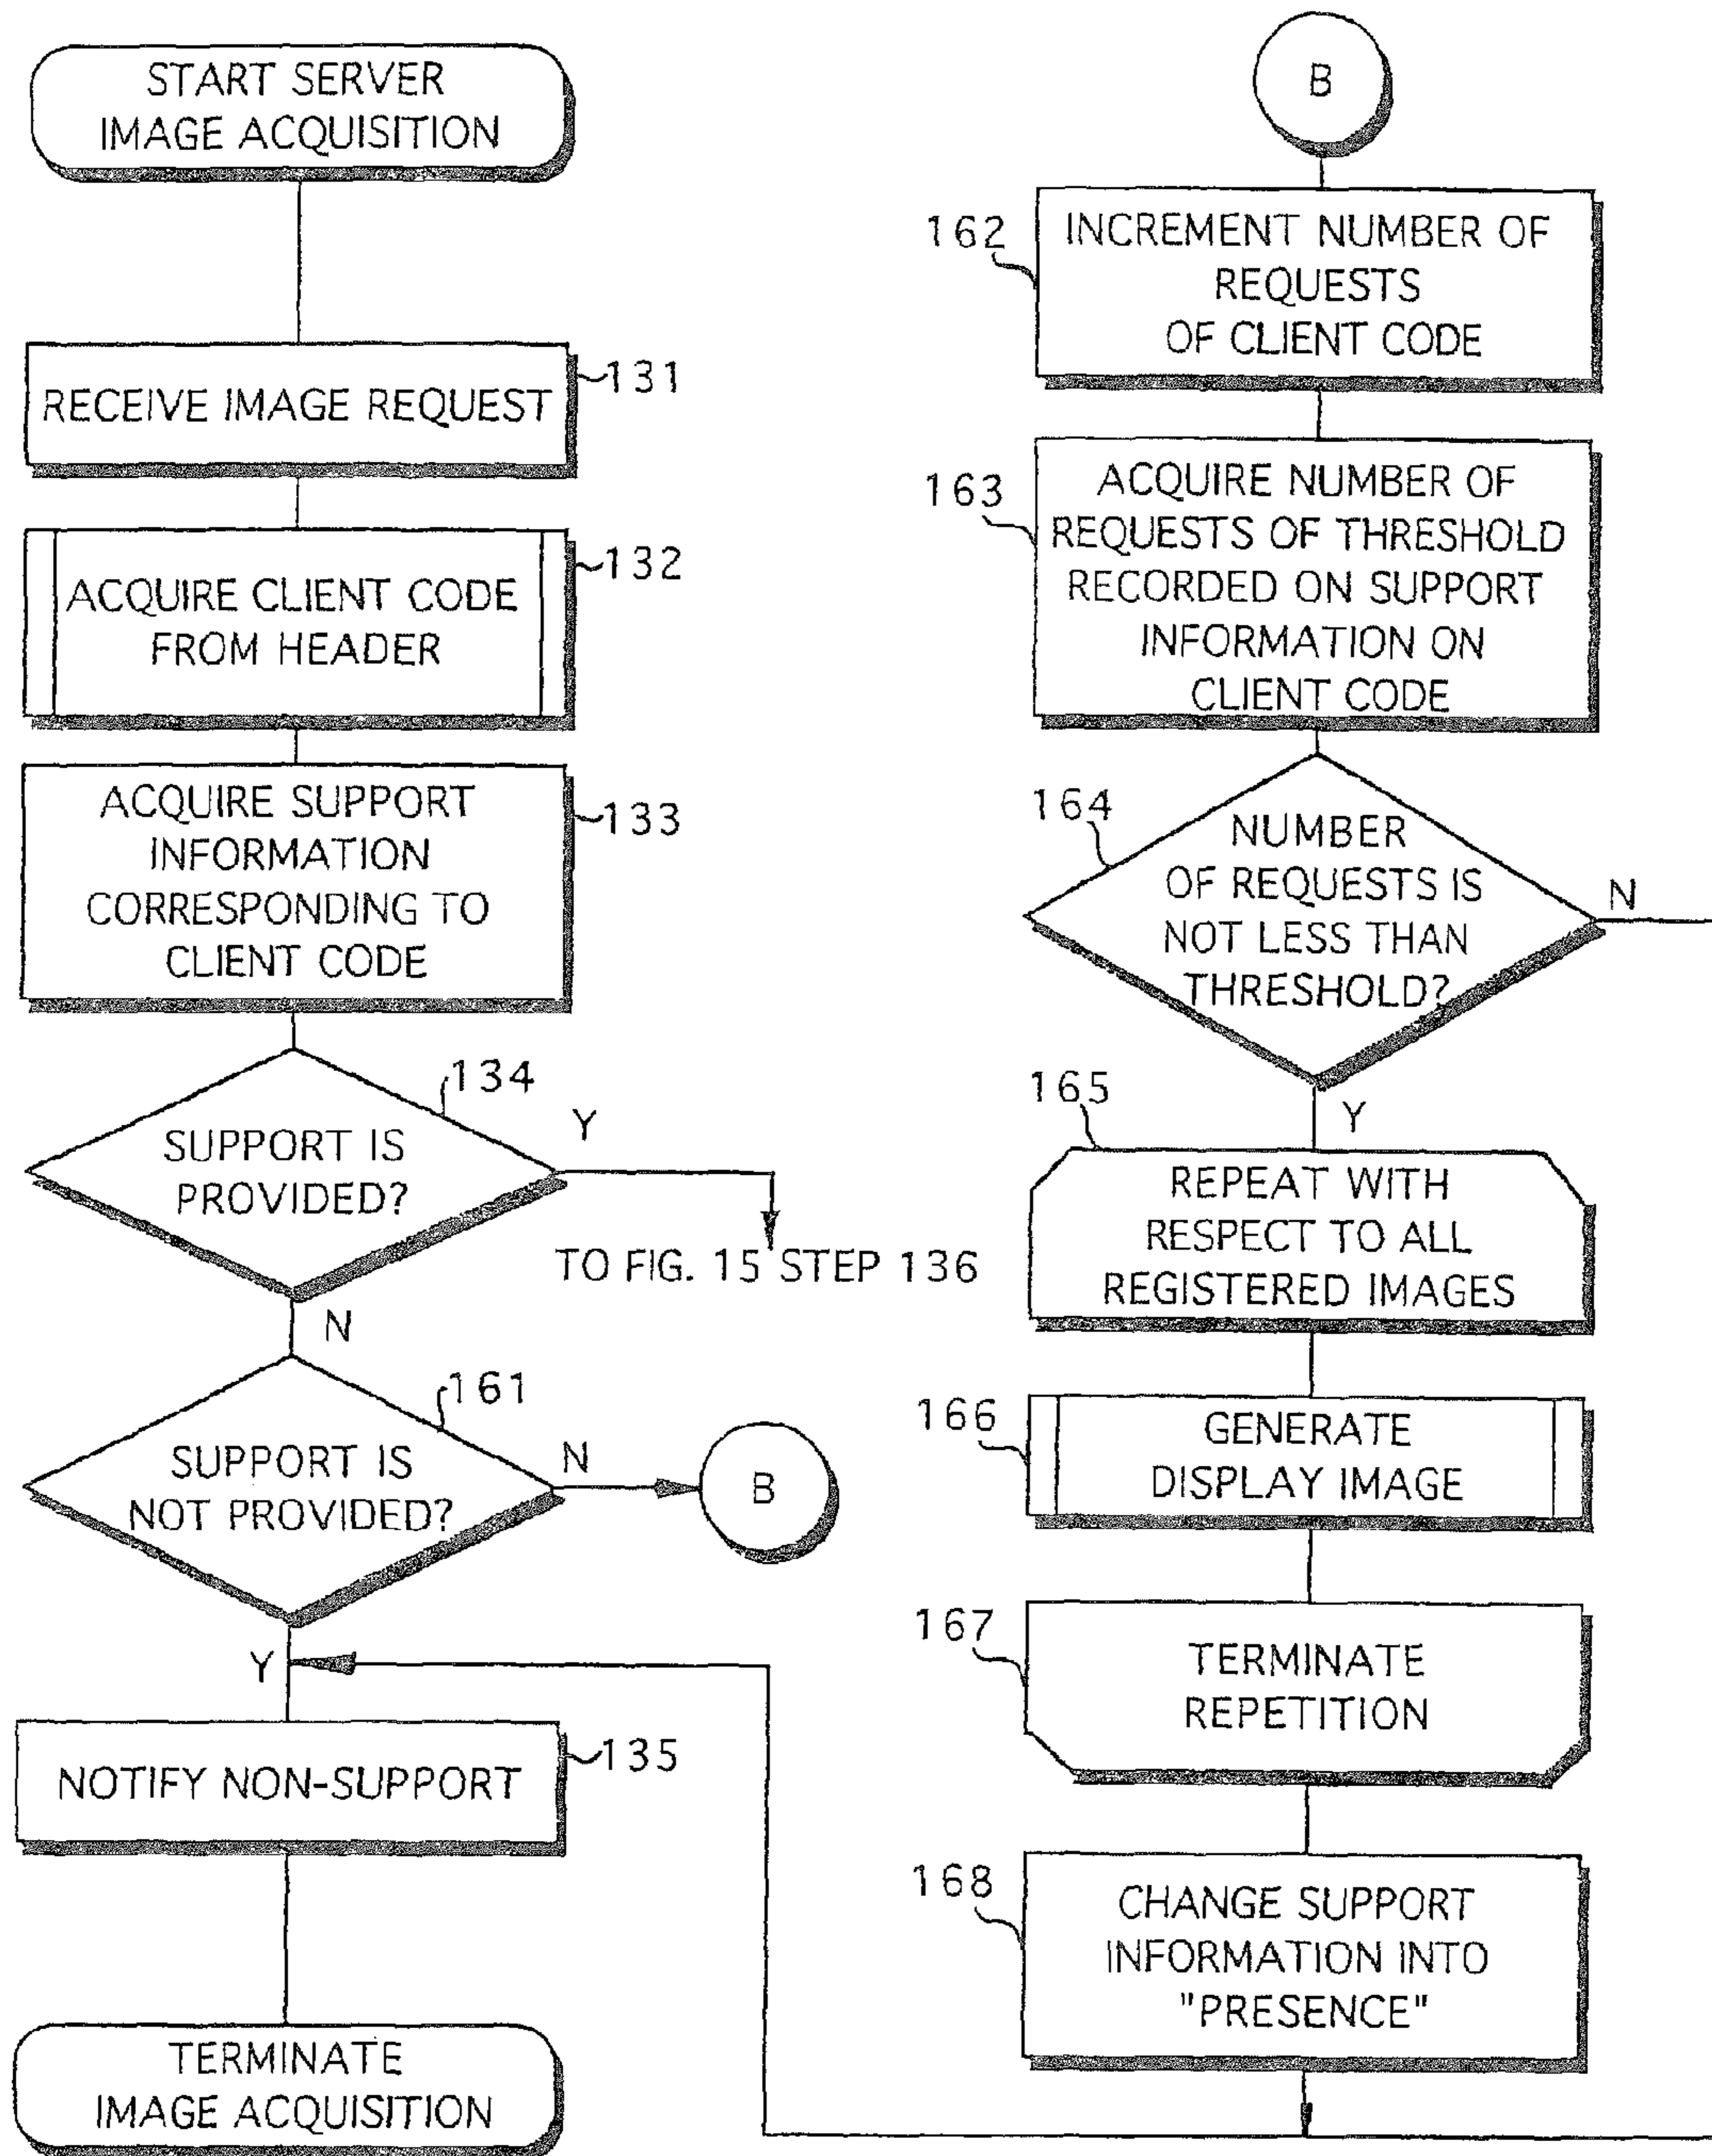 START SERVER
IMAGE ACQUISITION
RECEIVE IMAGE REQUEST
131
ACQUIRE CLIENT CODE
FROM HEADER
132
ACQUIRE SUPPORT
INFORMATION
CORRESPONDING TO
CLIENT CODE
133
SUPPORT IS
PROVIDED?
134
Y
TO FIG. 15 STEP 136
N
SUPPORT IS
NOT PROVIDED?
161
N
B
Y
NOTIFY NON-SUPPORT
135
TERMINATE
IMAGE ACQUISITION
B
162
INCREMENT NUMBER OF
REQUESTS
OF CLIENT CODE
163
ACQUIRE NUMBER OF
REQUESTS OF THRESHOLD
RECORDED ON SUPPORT
INFORMATION ON
CLIENT CODE
164
NUMBER
OF REQUESTS IS
NOT LESS THAN
THRESHOLD?
N
Y
165
REPEAT WITH
RESPECT TO ALL
REGISTERED IMAGES
166
GENERATE
DISPLAY IMAGE
167
TERMINATE
REPETITION
168
CHANGE SUPPORT
INFORMATION INTO
"PRESENCE"